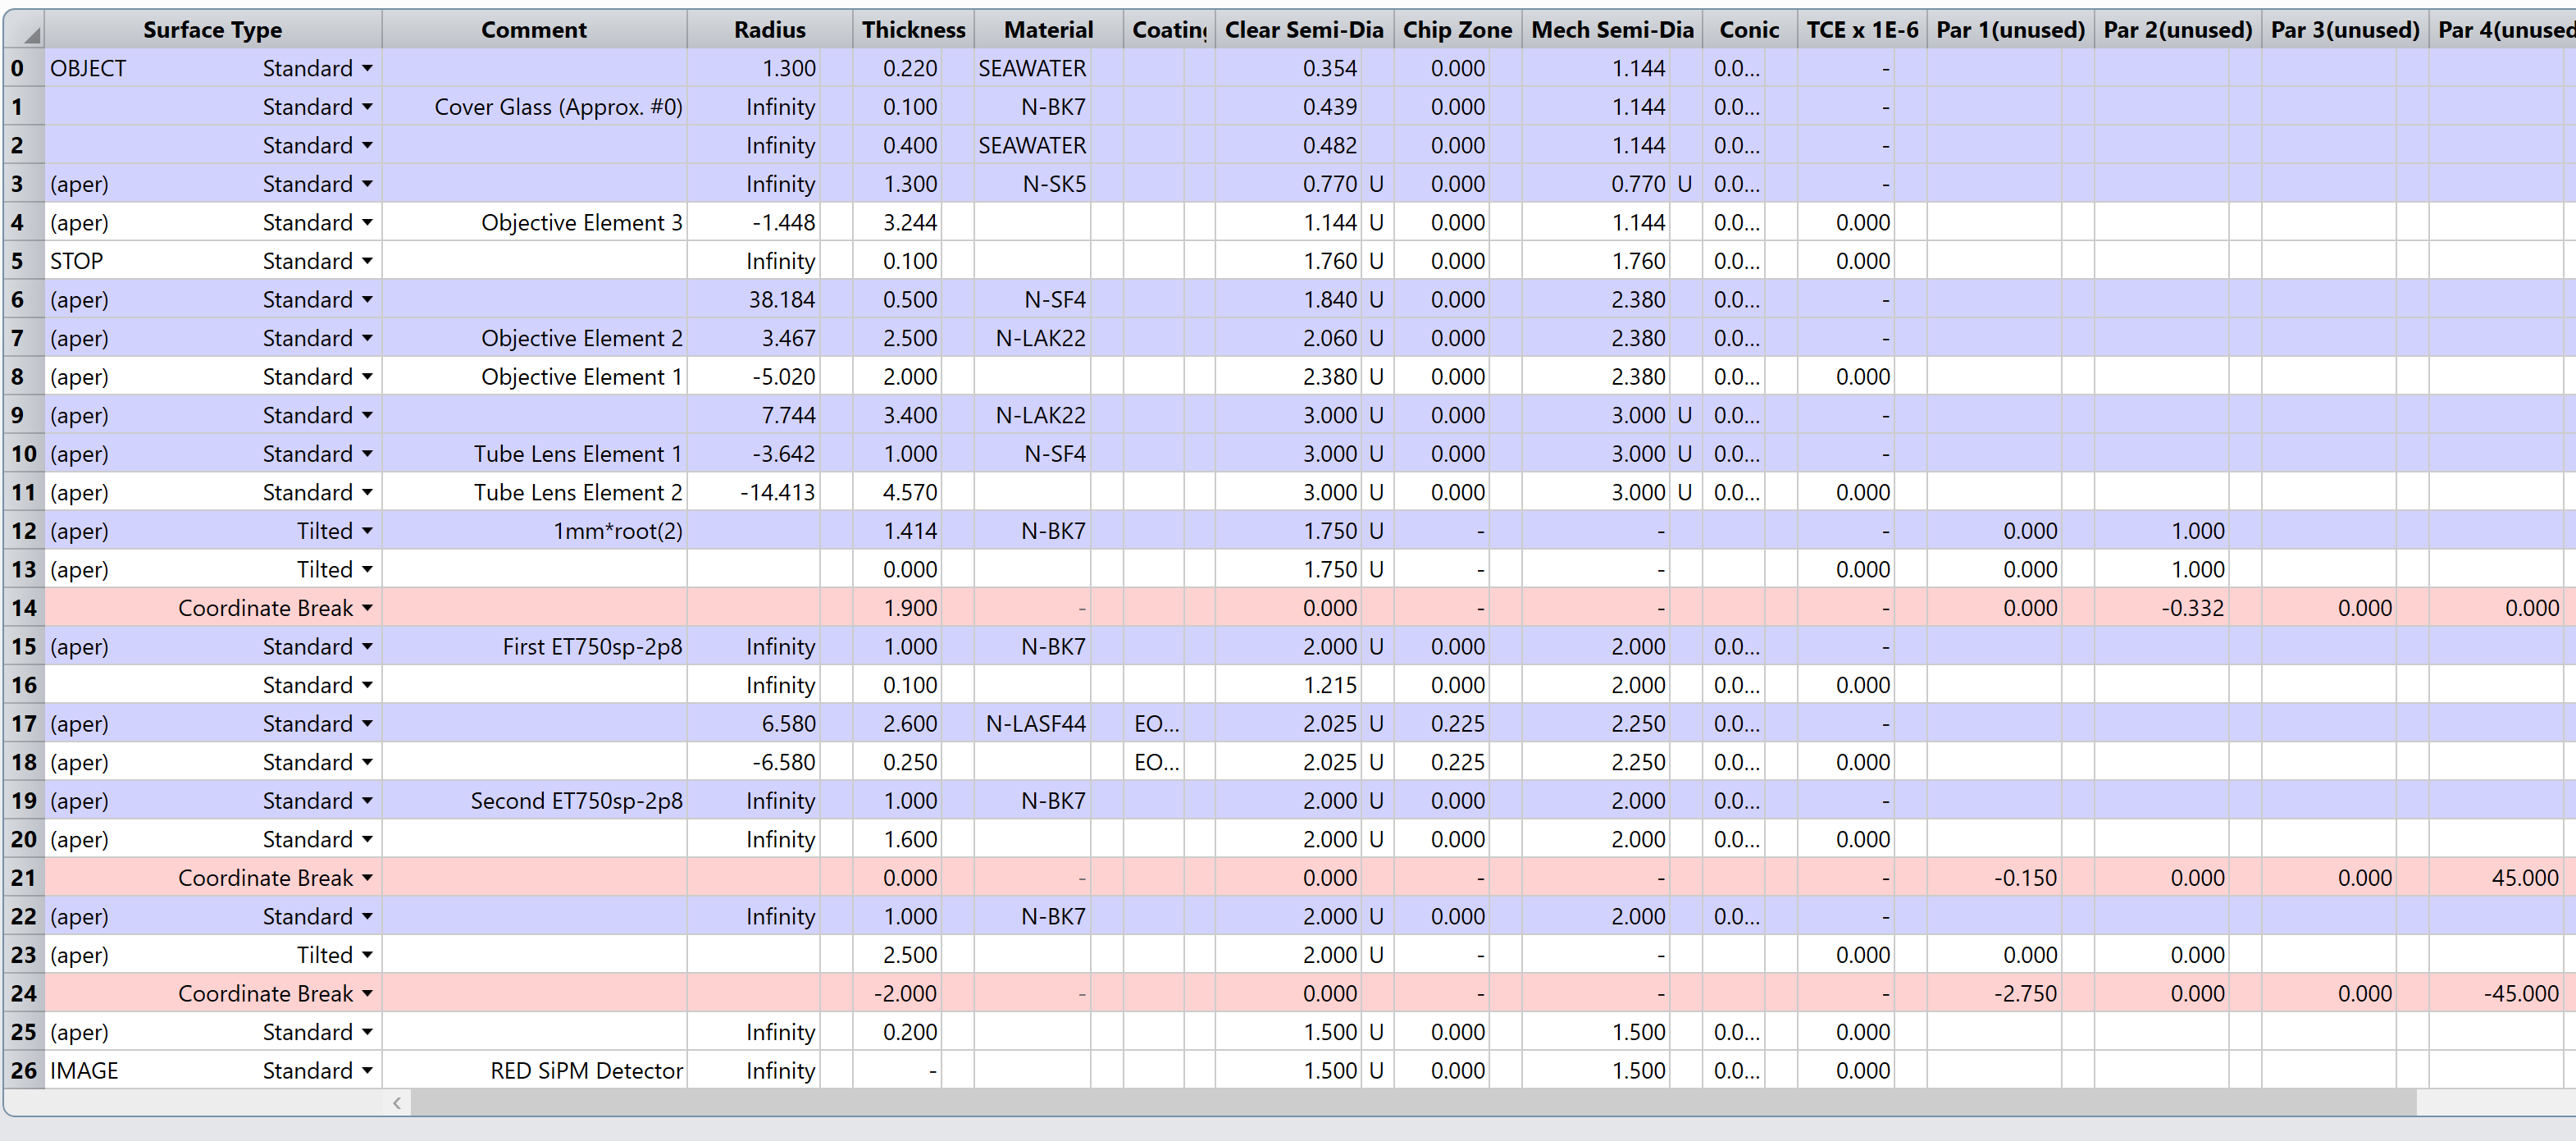 Surface Type Comment Radius Thickness Material Coating Clear Semi-Dia Chip Zone Mech Semi-Dia Conic TCE x 1E-6 Par 1(unused) Par 2(unused) Par 3(unused) Par 4(unused
0 OBJECT Standard 1.300 0.220 SEAWATER 0.354 0.000 1.144 0.0... -
1 Standard Cover Glass (Approx. #0) Infinity 0.100 N-BK7 0.439 0.000 1.144 0.0... -
2 Standard Infinity 0.400 SEAWATER 0.482 0.000 1.144 0.0... -
3 (aper) Standard Infinity 1.300 N-SK5 0.770 U 0.000 0.770 U 0.0... -
4 (aper) Standard Objective Element 3 -1.448 3.244 1.144 U 0.000 1.144 0.0... 0.000
5 STOP Standard Infinity 0.100 1.760 U 0.000 1.760 0.0... 0.000
6 (aper) Standard 38.184 0.500 N-SF4 1.840 U 0.000 2.380 0.0... -
7 (aper) Standard Objective Element 2 3.467 2.500 N-LAK22 2.060 U 0.000 2.380 0.0... -
8 (aper) Standard Objective Element 1 -5.020 2.000 2.380 U 0.000 2.380 0.0... 0.000
9 (aper) Standard 7.744 3.400 N-LAK22 3.000 U 0.000 3.000 U 0.0... -
10 (aper) Standard Tube Lens Element 1 -3.642 1.000 N-SF4 3.000 U 0.000 3.000 U 0.0... -
11 (aper) Standard Tube Lens Element 2 -14.413 4.570 3.000 U 0.000 3.000 U 0.0... 0.000
12 (aper) Tilted 1mm*root(2) 1.414 N-BK7 1.750 U - - - 0.000 1.000
13 (aper) Tilted 0.000 1.750 U - - 0.000 0.000 1.000
14 Coordinate Break 1.900 - 0.000 - - - 0.000 -0.332 0.000 0.000
15 (aper) Standard First ET750sp-2p8 Infinity 1.000 N-BK7 2.000 U 0.000 2.000 0.0... -
16 Standard Infinity 0.100 1.215 0.000 2.000 0.0... 0.000
17 (aper) Standard 6.580 2.600 N-LASF44 EO... 2.025 U 0.225 2.250 0.0... -
18 (aper) Standard -6.580 0.250 EO... 2.025 U 0.225 2.250 0.0... 0.000
19 (aper) Standard Second ET750sp-2p8 Infinity 1.000 N-BK7 2.000 U 0.000 2.000 0.0... -
20 (aper) Standard Infinity 1.600 2.000 U 0.000 2.000 0.0... 0.000
21 Coordinate Break 0.000 - 0.000 - - - -0.150 0.000 0.000 45.000
22 (aper) Standard Infinity 1.000 N-BK7 2.000 U 0.000 2.000 0.0... -
23 (aper) Tilted 2.500 2.000 U - - 0.000 0.000 0.000
24 Coordinate Break -2.000 - 0.000 - - - -2.750 0.000 0.000 -45.000
25 (aper) Standard Infinity 0.200 1.500 U 0.000 1.500 0.0... 0.000
26 IMAGE Standard RED SiPM Detector Infinity - 1.500 U 0.000 1.500 0.0... 0.000